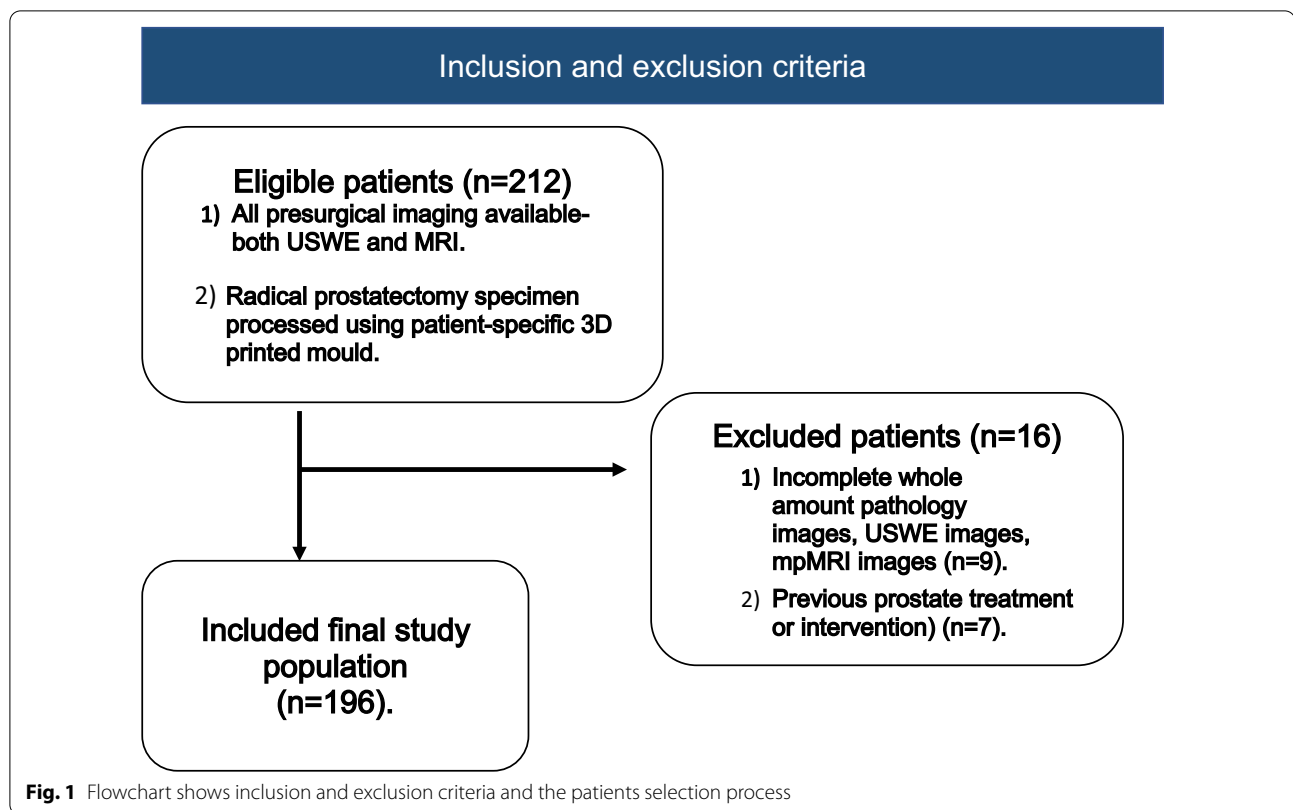 Inclusion and exclusion criteria
Eligible patients (n=212)
1) All presurgical imaging available-
both USWE and MRI.
2) Radical prostatectomy specimen
processed using patient-specific 3D
printed mould.
Excluded patients (n=16)
1) Incomplete whole
amount pathology
images, USWE images,
mpMRI images (n=9).
2) Previous prostate treatment
or intervention) (n=7).
Included final study
population
(n=196).
Fig. 1 Flowchart shows inclusion and exclusion criteria and the patients selection process